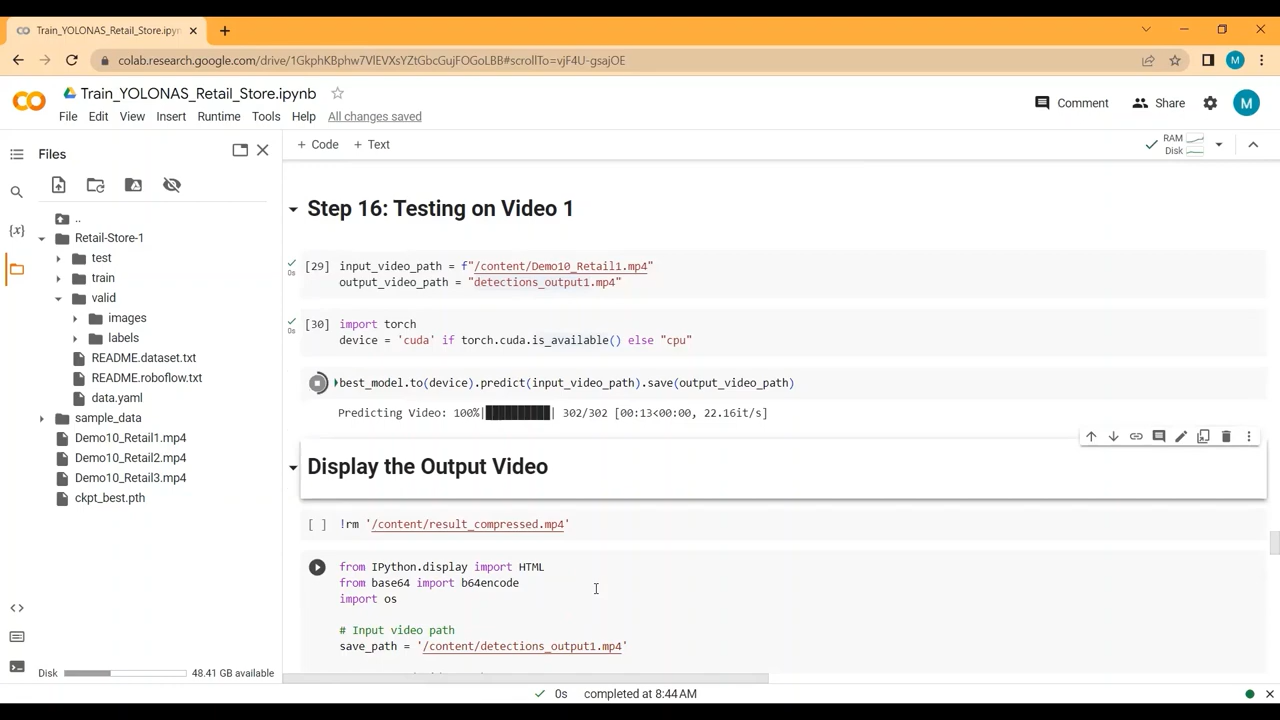 Train_YOLONAS_Retail_Store.ipyn
colab.research.google.com/drive/1GkphKBphw7VlEVXsYZtGbcGujFOGoLBB#scrollTo=vjF4U-gsajOE
M
Train_YOLONAS_Retail_Store.ipynb
File Edit View Insert Runtime Tools Help All changes saved
Comment Share M
Files
+ Code + Text
RAM
Disk
..
Retail-Store-1
test
train
valid
images
labels
README.dataset.txt
README.roboflow.txt
data.yaml
sample_data
Demo10_Retail1.mp4
Demo10_Retail2.mp4
Demo10_Retail3.mp4
ckpt_best.pth
Disk 48.41 GB available
Step 16: Testing on Video 1
0s [29] input_video_path = f"/content/Demo10_Retail1.mp4"
output_video_path = "detections_output1.mp4"
0s [30] import torch
device = 'cuda' if torch.cuda.is_available() else "cpu"
best_model.to(device).predict(input_video_path).save(output_video_path)
Predicting Video: 100%|██████████| 302/302 [00:13<00:00, 22.16it/s]
Display the Output Video
[ ] !rm '/content/result_compressed.mp4'
from IPython.display import HTML
from base64 import b64encode
import os
# Input video path
save_path = '/content/detections_output1.mp4'
0s completed at 8:44 AM